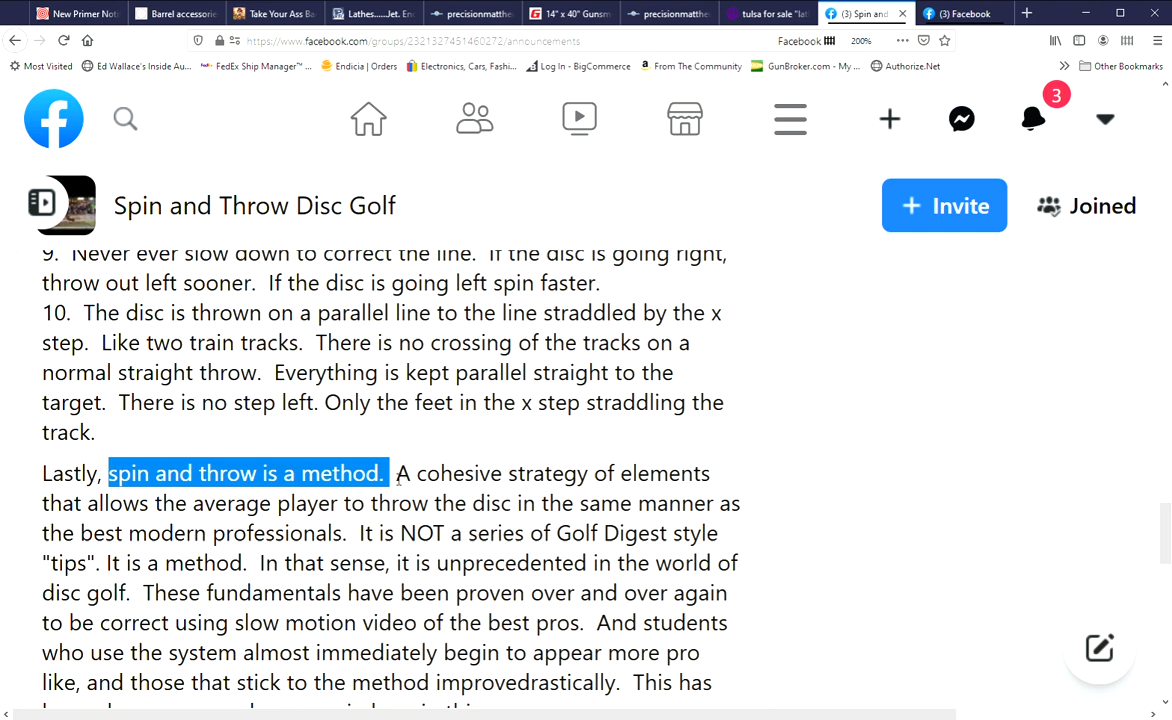 New Primer Not
Barrel accessorie
Take Your Ass Ba
Lathes......Jet. En
precisionmatthe
14" x 40" Gunsm
precisionmatthe
tulsa for sale "lat
(3) Spin and
(3) Facebook
https://www.facebook.com/groups/2321327451460272/announcements
Facebook
200%
Most Visited
Ed Wallace's Inside Au...
FedEx Ship Manager™ ...
Endicia | Orders
Electronics, Cars, Fashi...
Log In - BigCommerce
From The Community
GunBroker.com - My ...
Authorize.Net
Other Bookmarks
3
Spin and Throw Disc Golf
+ Invite
Joined
9. Never ever slow down to correct the line. If the disc is going right,
throw out left sooner. If the disc is going left spin faster.
10. The disc is thrown on a parallel line to the line straddled by the x
step. Like two train tracks. There is no crossing of the tracks on a
normal straight throw. Everything is kept parallel straight to the
target. There is no step left. Only the feet in the x step straddling the
track.
Lastly, spin and throw is a method. A cohesive strategy of elements
that allows the average player to throw the disc in the same manner as
the best modern professionals. It is NOT a series of Golf Digest style
"tips". It is a method. In that sense, it is unprecedented in the world of
disc golf. These fundamentals have been proven over and over again
to be correct using slow motion video of the best pros. And students
who use the system almost immediately begin to appear more pro
like, and those that stick to the method improvedrastically. This has